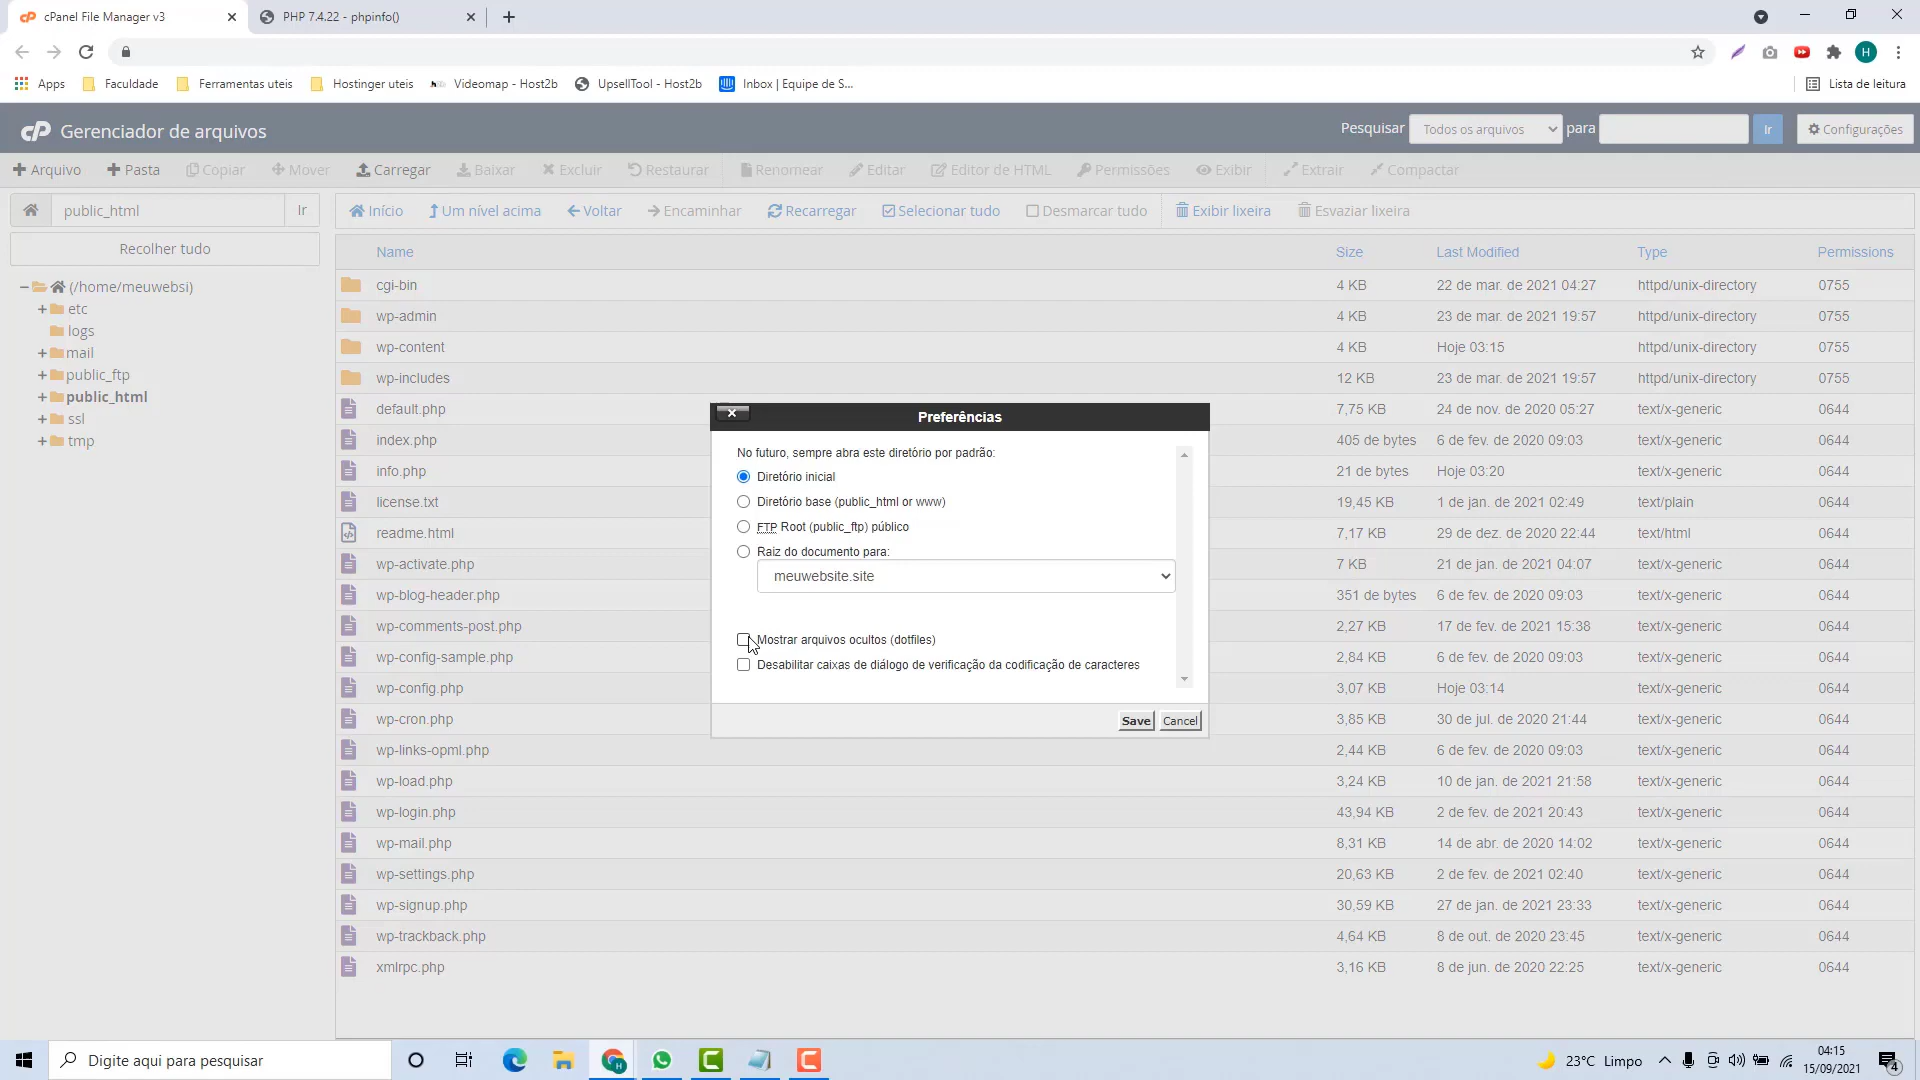 cPanel File Manager v3
PHP 7.4.22 - phpinfo()
H
Apps
Faculdade
Ferramentas uteis
Hostinger uteis
Videomap - Host2b
UpsellTool - Host2b
Inbox | Equipe de S...
Lista de leitura
cP Gerenciador de arquivos
Pesquisar
Todos os arquivos
para
Ir
Configurações
Arquivo
Pasta
Copiar
Mover
Carregar
Baixar
Excluir
Restaurar
Renomear
Editar
Editor de HTML
Permissões
Exibir
Extrair
Compactar
public_html
Ir
Início
Um nível acima
Voltar
Encaminhar
Recarregar
Selecionar tudo
Desmarcar tudo
Exibir lixeira
Esvaziar lixeira
Recolher tudo
(/home/meuwebsi)
etc
logs
mail
public_ftp
public_html
ssl
tmp
Name Size Last Modified Type Permissions
cgi-bin 4 KB 22 de mar. de 2021 04:27 httpd/unix-directory 0755
wp-admin 4 KB 23 de mar. de 2021 19:57 httpd/unix-directory 0755
wp-content 4 KB Hoje 03:15 httpd/unix-directory 0755
wp-includes 12 KB 23 de mar. de 2021 19:57 httpd/unix-directory 0755
default.php 7,75 KB 24 de nov. de 2020 05:27 text/x-generic 0644
index.php 405 de bytes 6 de fev. de 2020 09:03 text/x-generic 0644
info.php 21 de bytes Hoje 03:20 text/x-generic 0644
license.txt 19,45 KB 1 de jan. de 2021 02:49 text/plain 0644
readme.html 7,17 KB 29 de dez. de 2020 22:44 text/html 0644
wp-activate.php 7 KB 21 de jan. de 2021 04:07 text/x-generic 0644
wp-blog-header.php 351 de bytes 6 de fev. de 2020 09:03 text/x-generic 0644
wp-comments-post.php 2,27 KB 17 de fev. de 2021 15:38 text/x-generic 0644
wp-config-sample.php 2,84 KB 6 de fev. de 2020 09:03 text/x-generic 0644
wp-config.php 3,07 KB Hoje 03:14 text/x-generic 0644
wp-cron.php 3,85 KB 30 de jul. de 2020 21:44 text/x-generic 0644
wp-links-opml.php 2,44 KB 6 de fev. de 2020 09:03 text/x-generic 0644
wp-load.php 3,24 KB 10 de jan. de 2021 21:58 text/x-generic 0644
wp-login.php 43,94 KB 2 de fev. de 2021 20:43 text/x-generic 0644
wp-mail.php 8,31 KB 14 de abr. de 2020 14:02 text/x-generic 0644
wp-settings.php 20,63 KB 2 de fev. de 2021 02:40 text/x-generic 0644
wp-signup.php 30,59 KB 27 de jan. de 2021 23:33 text/x-generic 0644
wp-trackback.php 4,64 KB 8 de out. de 2020 23:45 text/x-generic 0644
xmlrpc.php 3,16 KB 8 de jun. de 2020 22:25 text/x-generic 0644
Preferências
No futuro, sempre abra este diretório por padrão:
Diretório inicial
Diretório base (public_html or www)
FTP Root (public_ftp) público
Raiz do documento para:
meuwebsite.site
Mostrar arquivos ocultos (dotfiles)
Desabilitar caixas de diálogo de verificação da codificação de caracteres
Save
Cancel
Digite aqui para pesquisar
23°C Limpo
04:15
15/09/2021
4